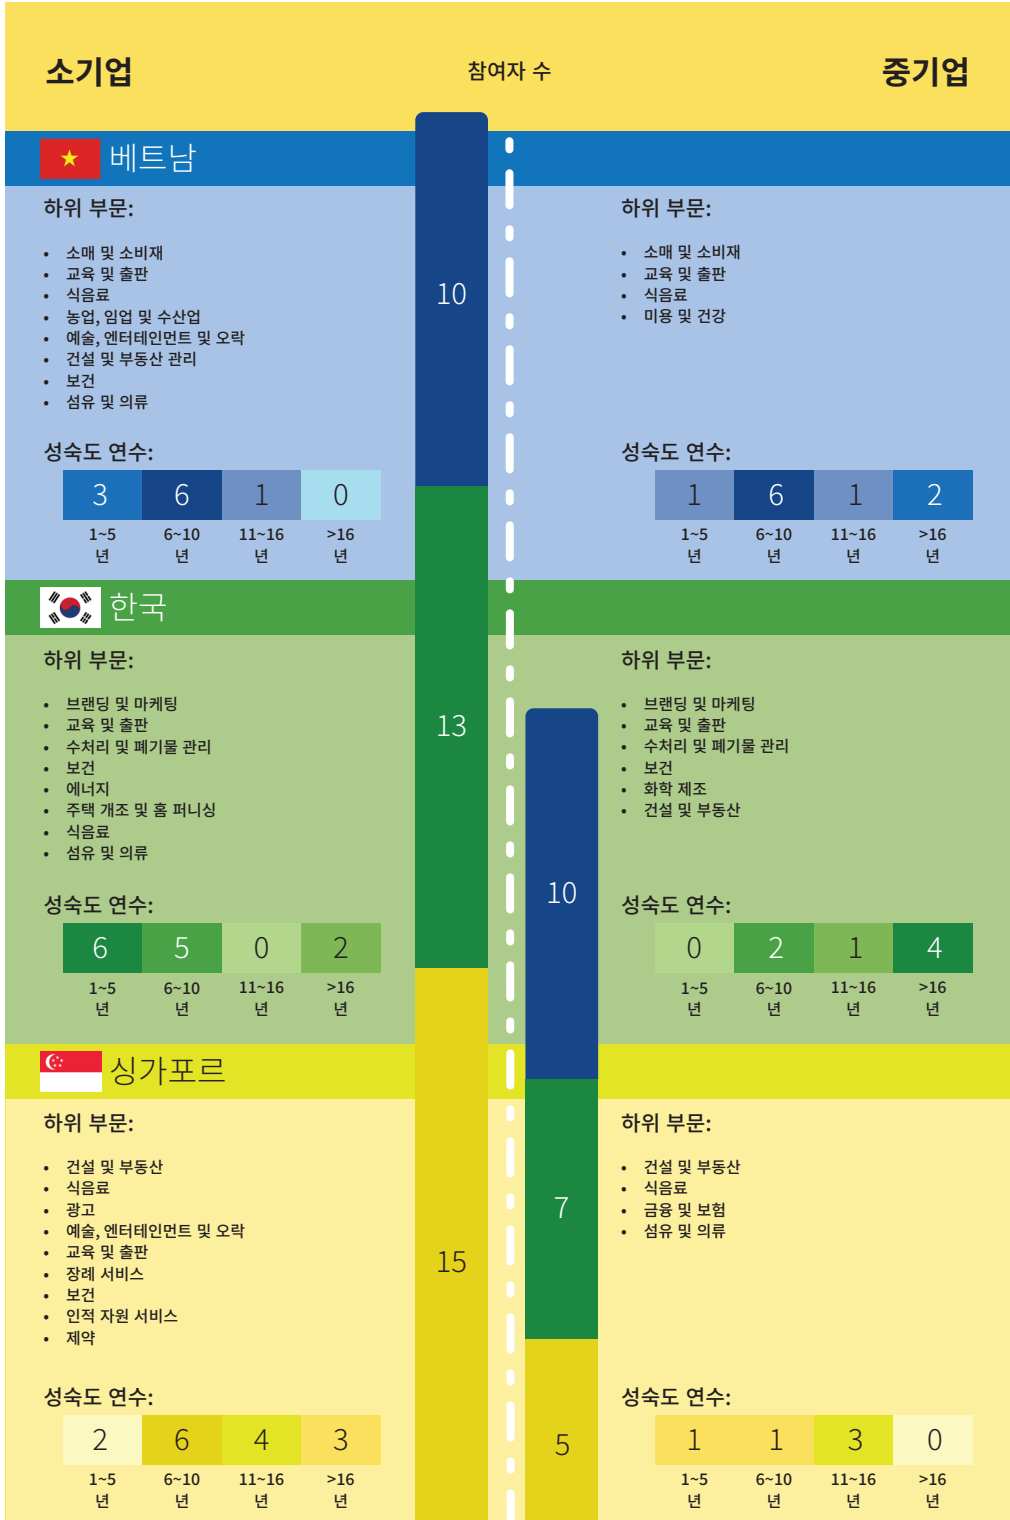 소기업
참여자 수
중기업
베트남
하위 부문:
• 소매 및 소비재
• 교육 및 출판
• 식음료
• 농업, 임업 및 수산업
• 예술, 엔터테인먼트 및 오락
• 건설 및 부동산 관리
• 보건
• 섬유 및 의류
성숙도 연수:
3 6 1 0
1~5 6~10 11~16 >16
년 년 년 년
10
하위 부문:
• 소매 및 소비재
• 교육 및 출판
• 식음료
• 미용 및 건강
성숙도 연수:
1 6 1 2
1~5 6~10 11~16 >16
년 년 년 년
한국
하위 부문:
• 브랜딩 및 마케팅
• 교육 및 출판
• 수처리 및 폐기물 관리
• 보건
• 에너지
• 주택 개조 및 홈 퍼니싱
• 식음료
• 섬유 및 의류
성숙도 연수:
6 5 0 2
1~5 6~10 11~16 >16
년 년 년 년
13
10
하위 부문:
• 브랜딩 및 마케팅
• 교육 및 출판
• 수처리 및 폐기물 관리
• 보건
• 화학 제조
• 건설 및 부동산
성숙도 연수:
0 2 1 4
1~5 6~10 11~16 >16
년 년 년 년
싱가포르
하위 부문:
• 건설 및 부동산
• 식음료
• 광고
• 예술, 엔터테인먼트 및 오락
• 교육 및 출판
• 장례 서비스
• 보건
• 인적 자원 서비스
• 제약
성숙도 연수:
2 6 4 3
1~5 6~10 11~16 >16
년 년 년 년
15
7
5
하위 부문:
• 건설 및 부동산
• 식음료
• 금융 및 보험
• 섬유 및 의류
성숙도 연수:
1 1 3 0
1~5 6~10 11~16 >16
년 년 년 년